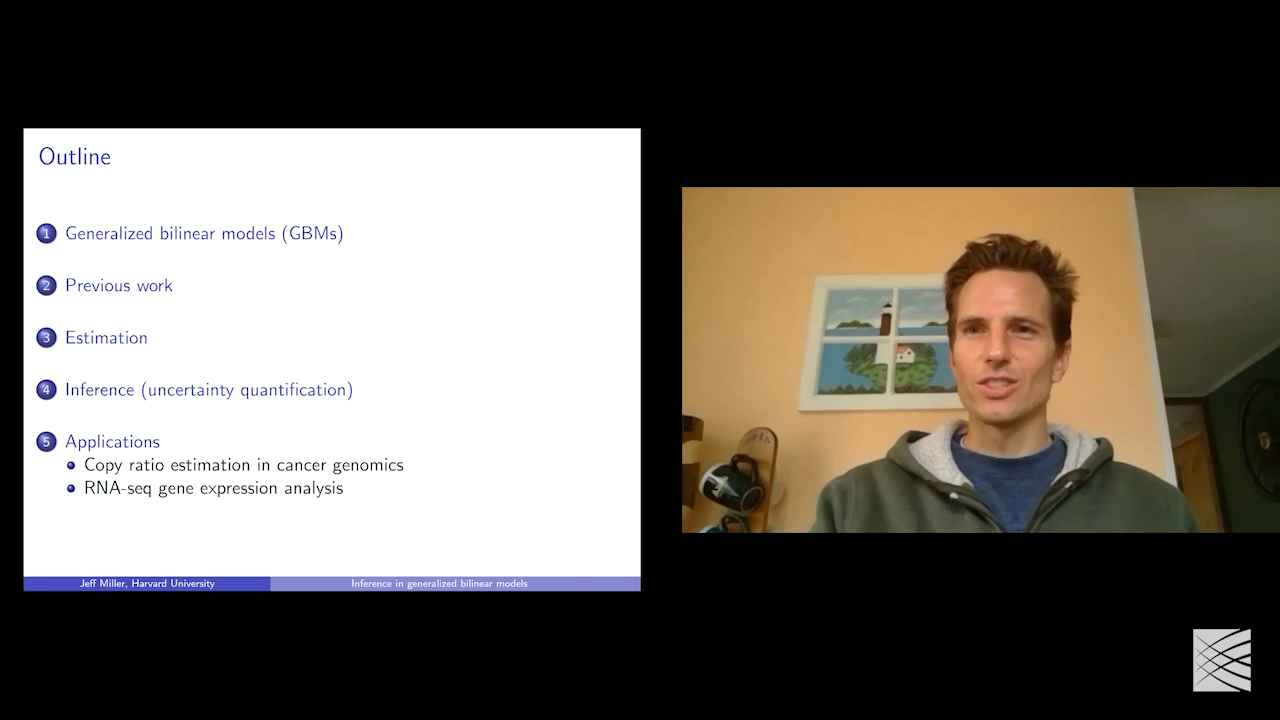 Outline
1 Generalized bilinear models (GBMs)
2 Previous work
3 Estimation
4 Inference (uncertainty quantification)
5 Applications
Copy ratio estimation in cancer genomics
RNA-seq gene expression analysis
Jeff Miller, Harvard University
Inference in generalized bilinear models